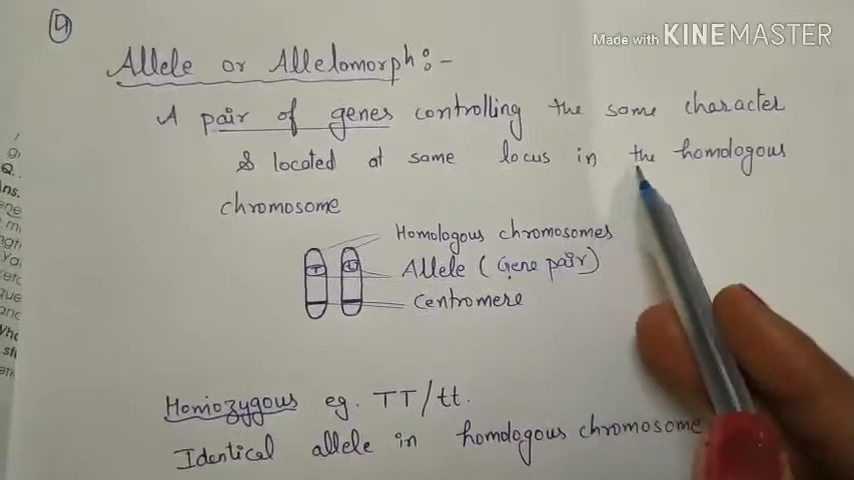 4
Made with KINEMASTER
Allele or Allelomorph:-
A pair of genes controlling the same character
& located at same locus in the homologous
chromosome
Homologous chromosomes
T t
Allele (Gene pair)
Centromere
Homozygous eg. TT/tt.
Identical allele in homologous chromosome
Q.
Ans.